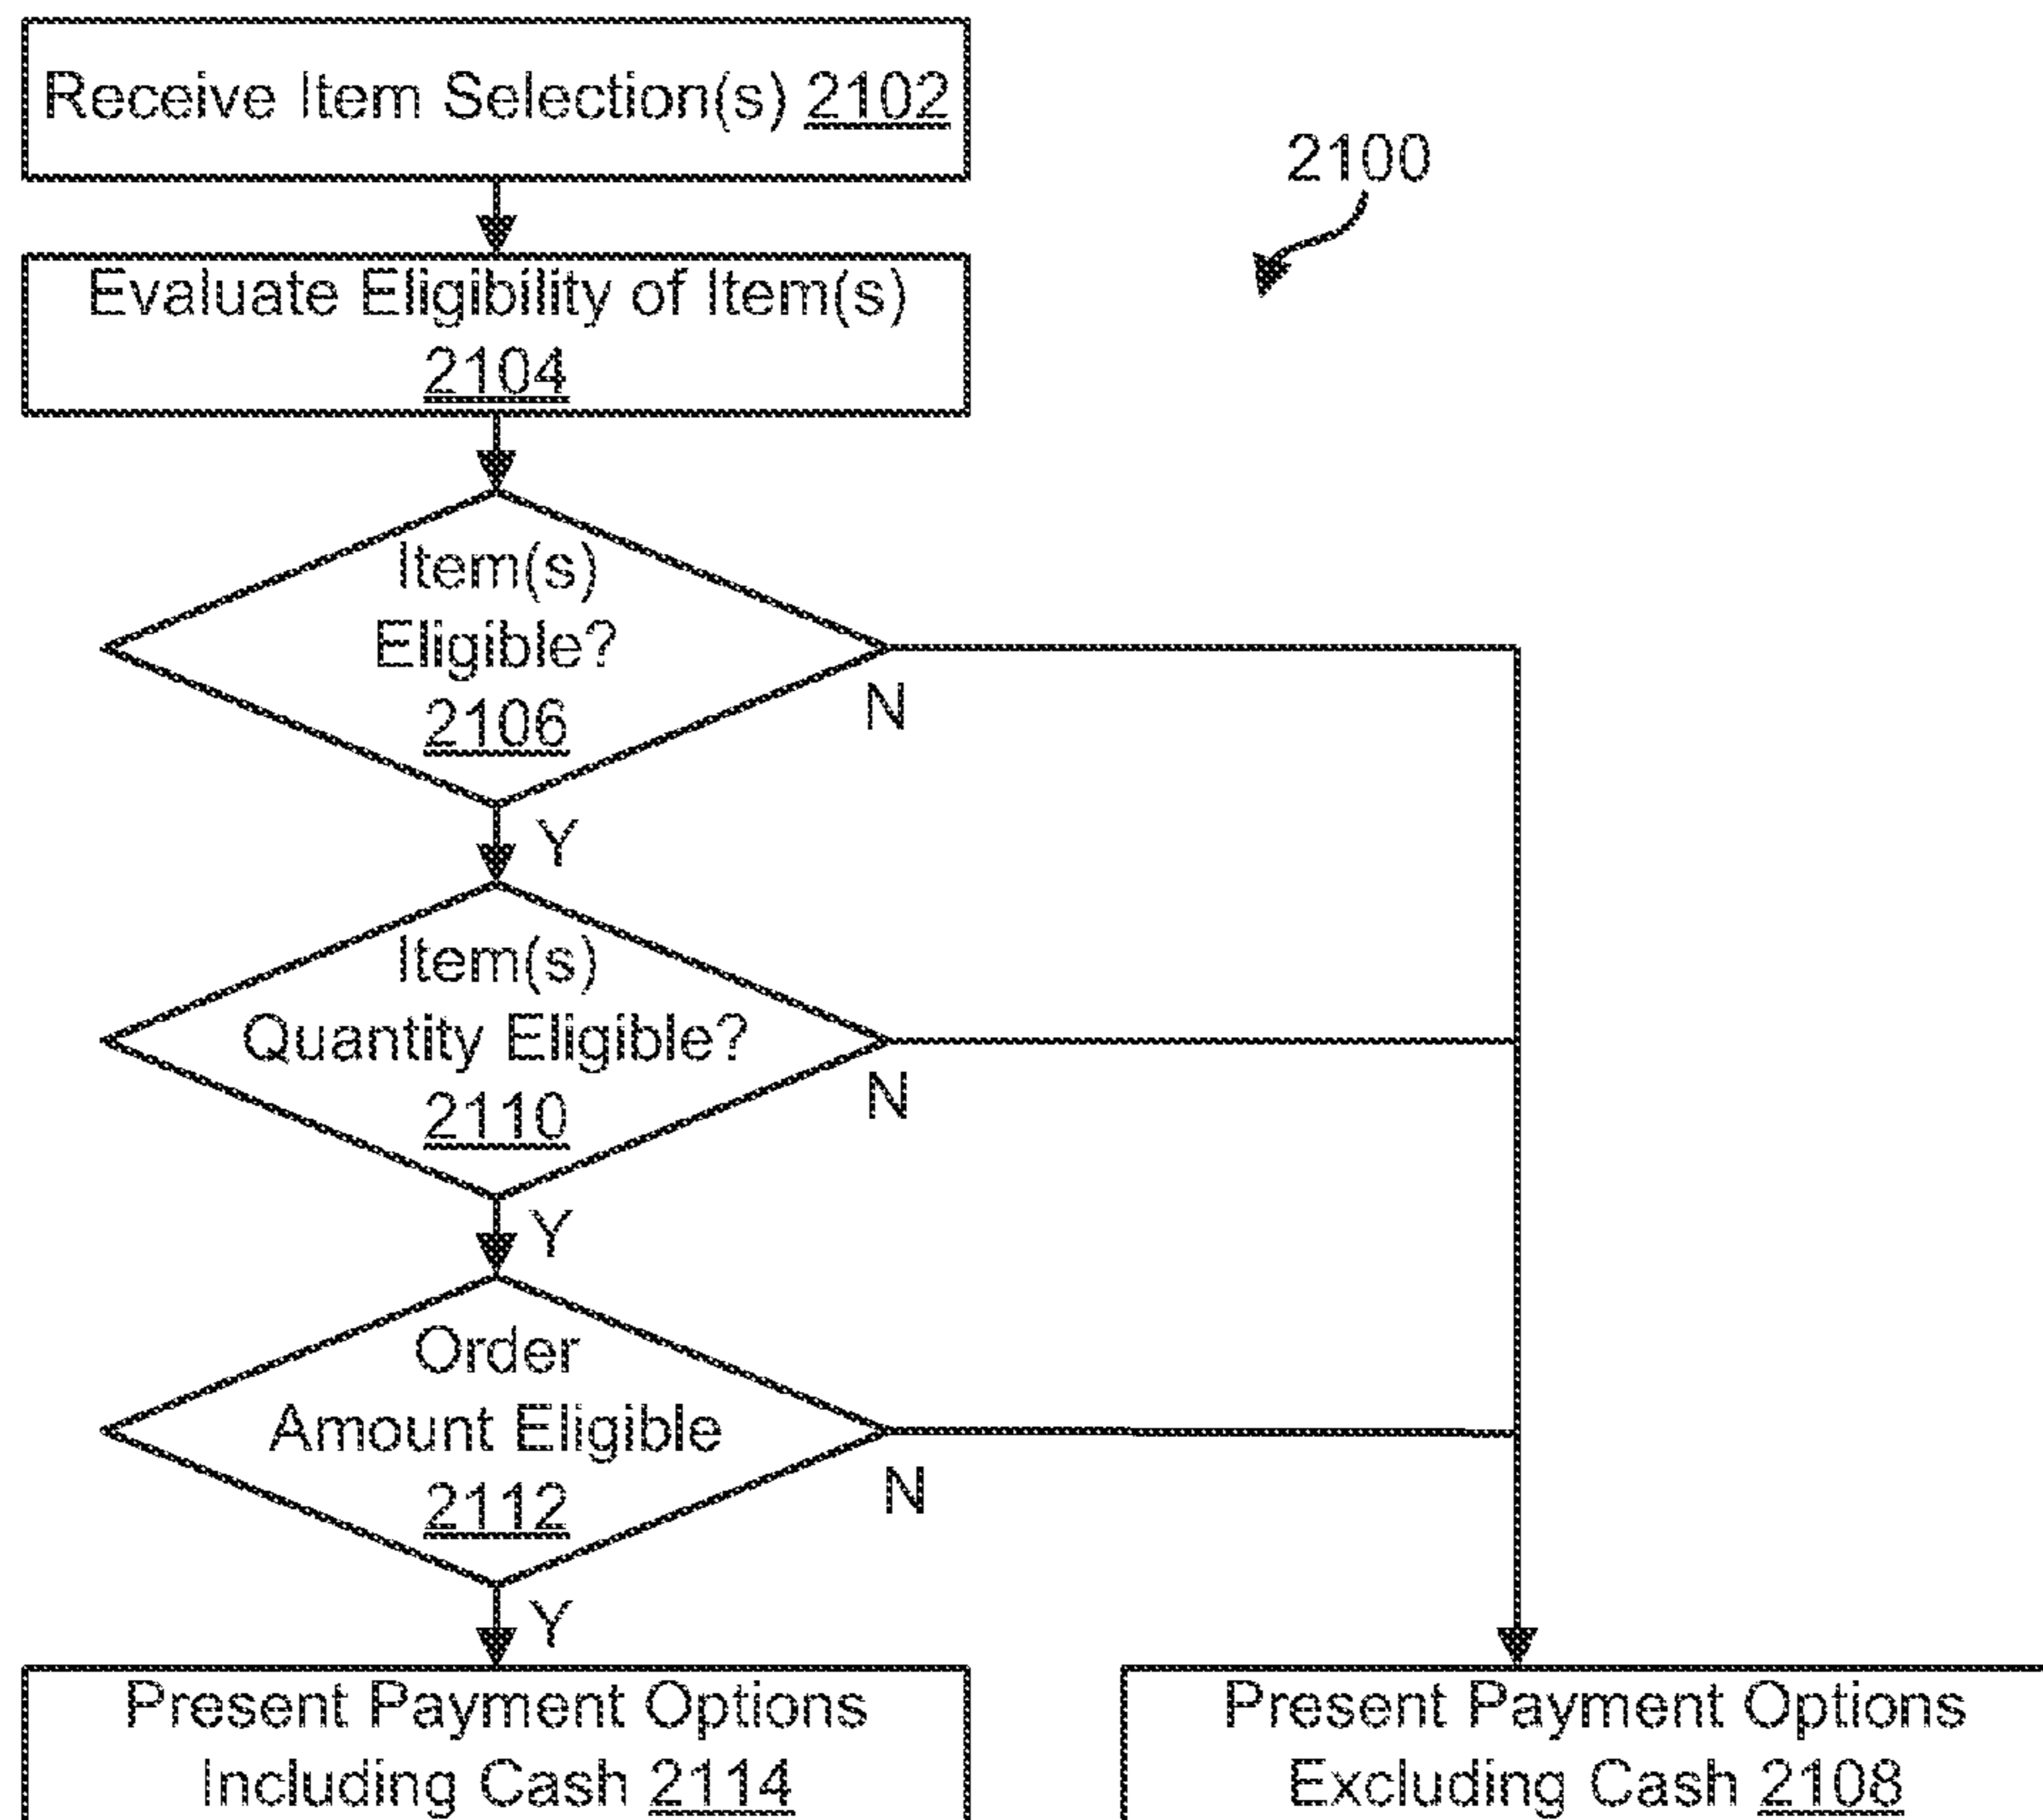 Receive Item Selection(s) 2102
2100
Evaluate Eligibility of Item(s)
2104
Item(s)
Eligible?
2106
N
Y
Item(s)
Quantity Eligible?
2110
N
Y
Order
Amount Eligible
2112
N
Y
Present Payment Options
Including Cash 2114
Present Payment Options
Excluding Cash 2108